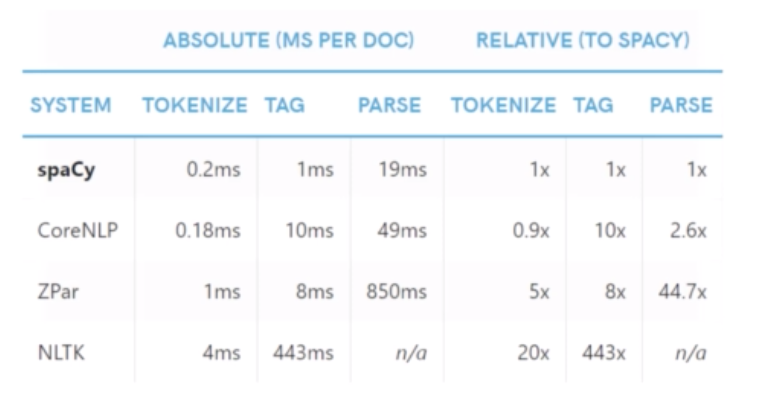 ABSOLUTE (MS PER DOC) RELATIVE (TO SPACY)
SYSTEM TOKENIZE TAG PARSE TOKENIZE TAG PARSE
spaCy 0.2ms 1ms 19ms 1x 1x 1x
CoreNLP 0.18ms 10ms 49ms 0.9x 10x 2.6x
ZPar 1ms 8ms 850ms 5x 8x 44.7x
NLTK 4ms 443ms n/a 20x 443x n/a